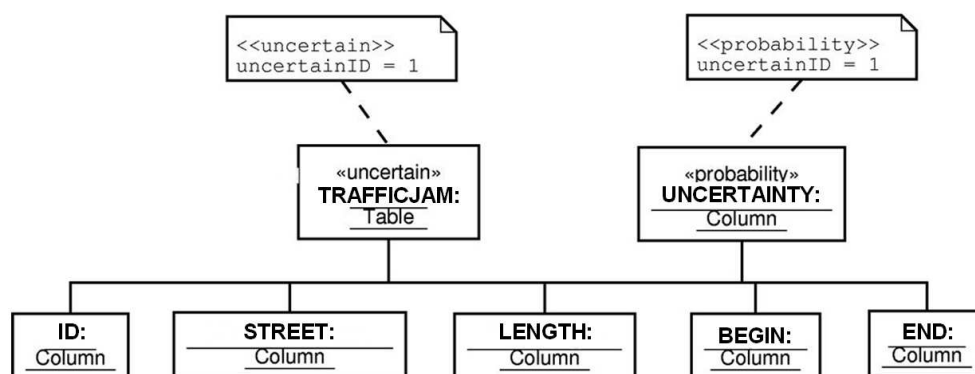 <<uncertain>>
uncertainID = 1
<<probability>>
uncertainID = 1
«uncertain»
TRAFFICJAM:
Table
«probability»
UNCERTAINTY:
Column
ID:
Column
STREET:
Column
LENGTH:
Column
BEGIN:
Column
END:
Column